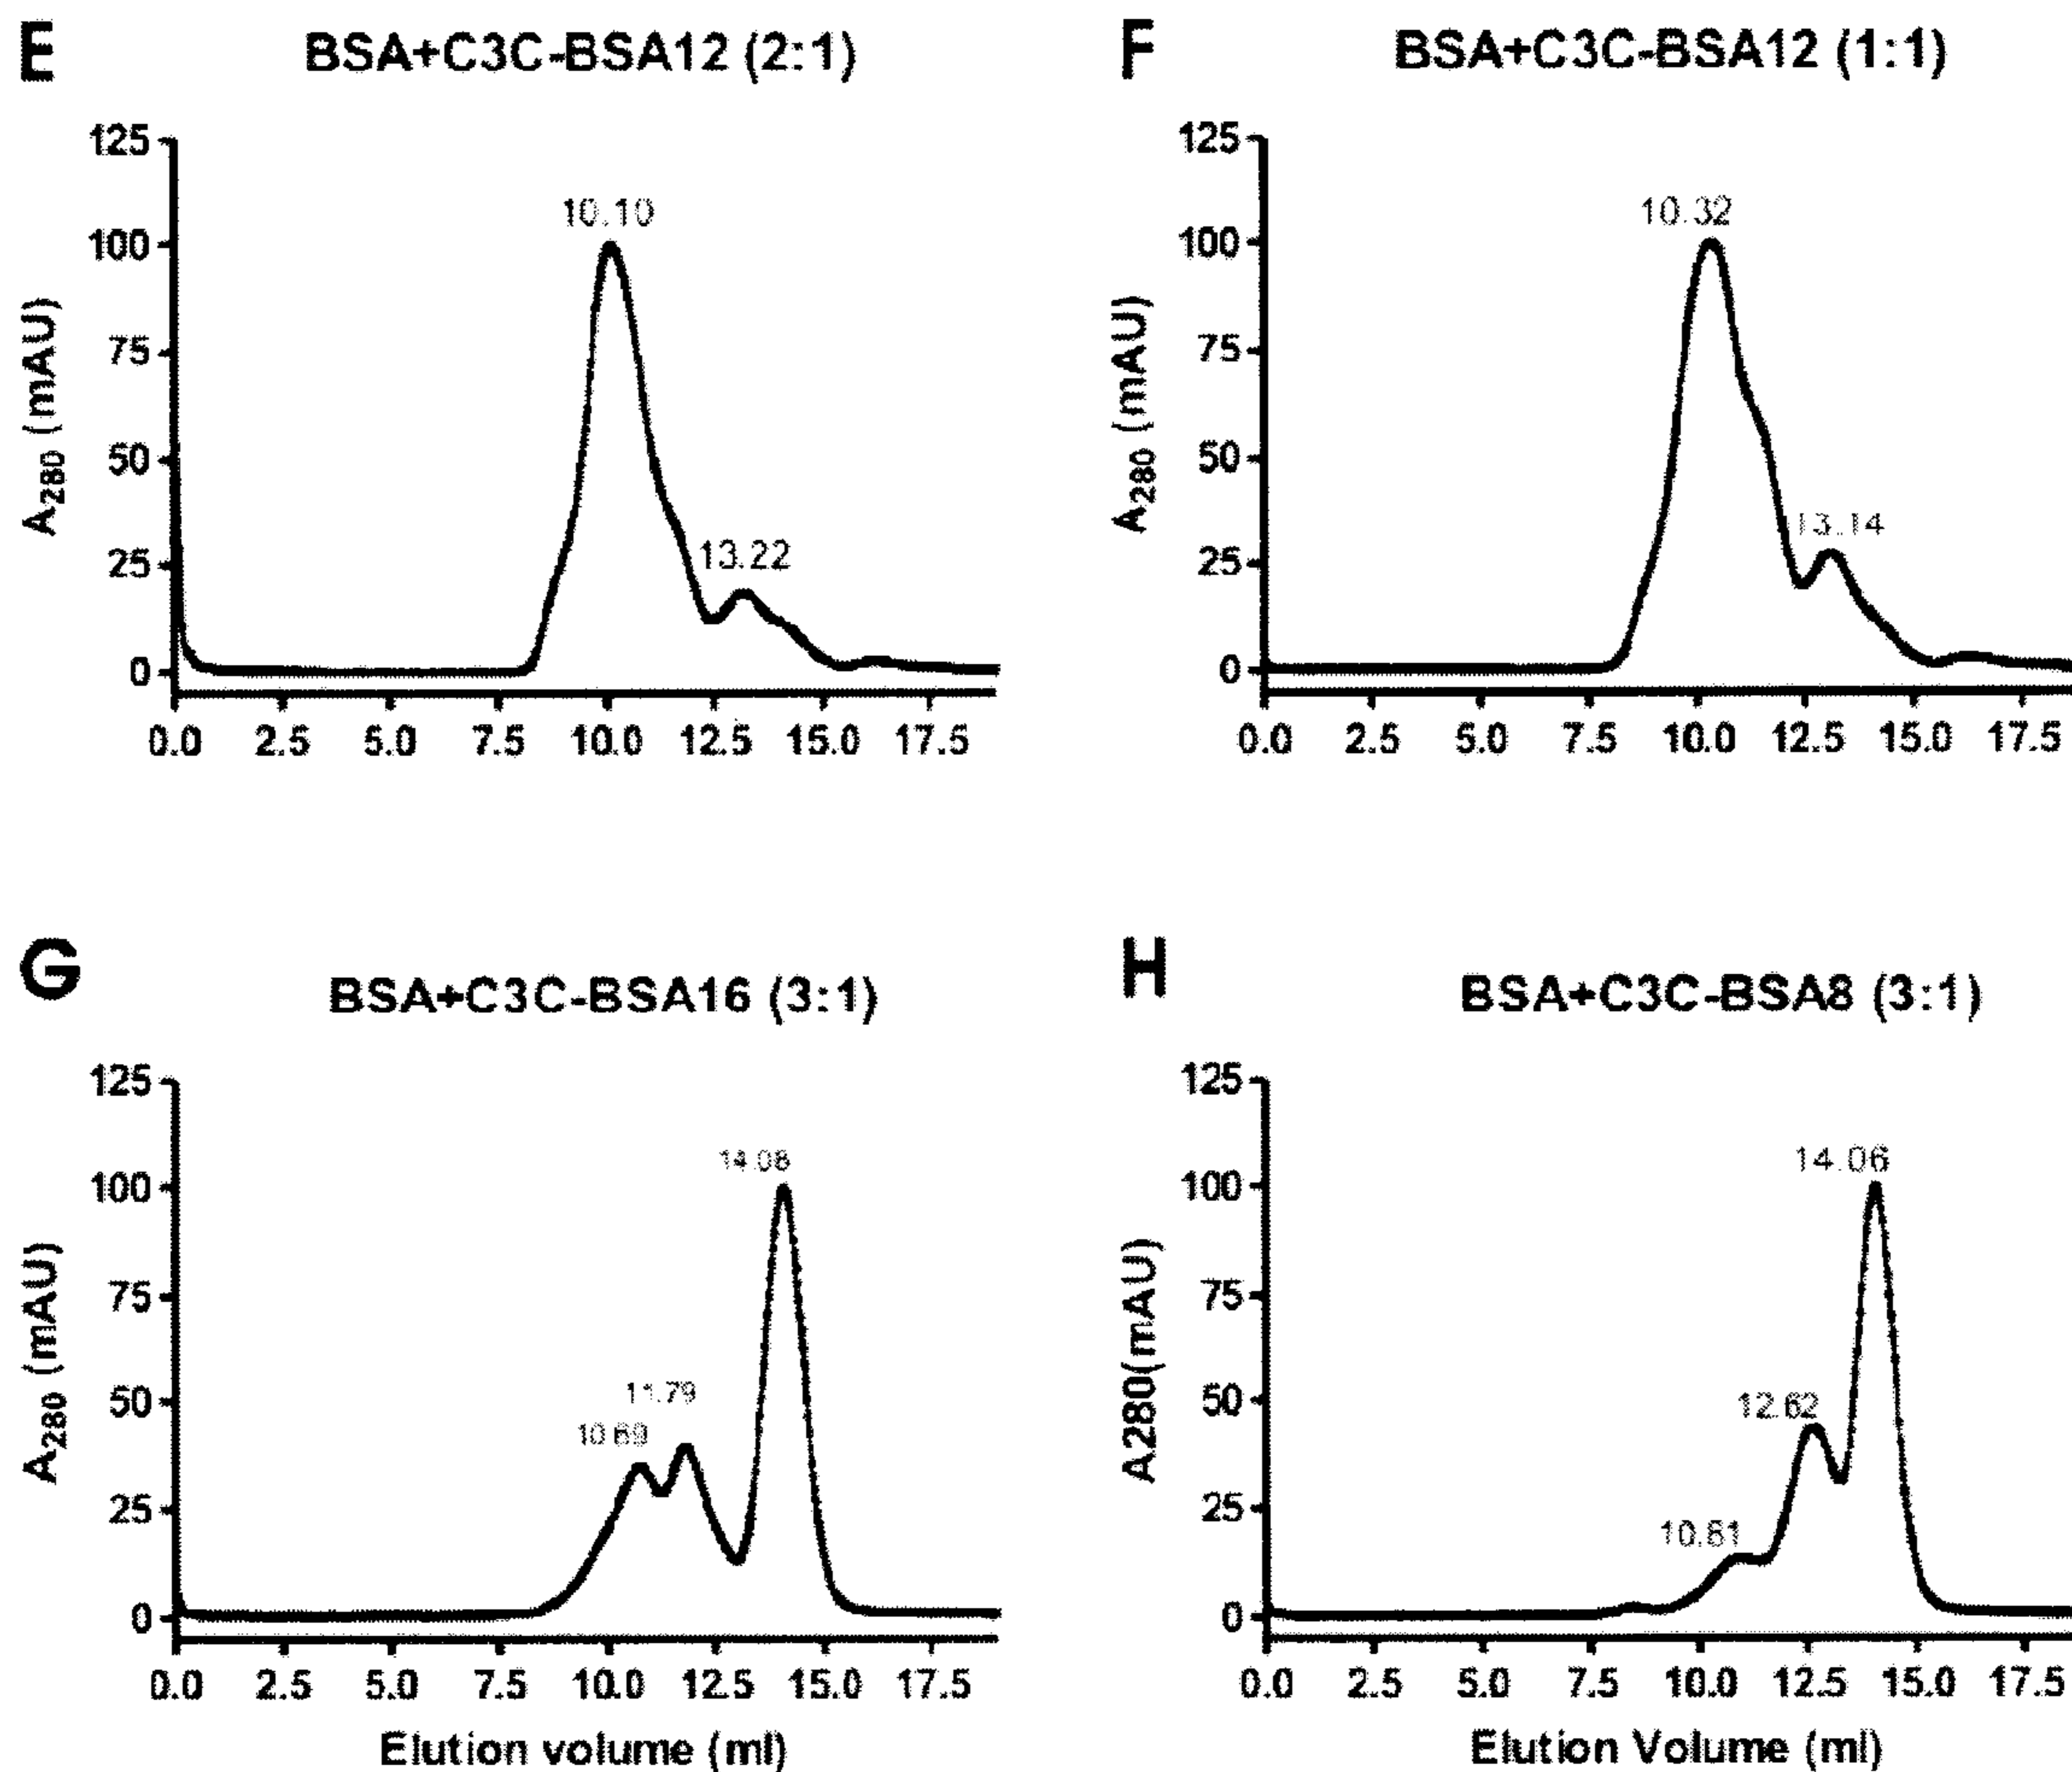 E
BSA+C3C-BSA12 (2:1)
125
100
75
50
25
0
A280 (mAU)
10.10
13.22
0.0 2.5 5.0 7.5 10.0 12.5 15.0 17.5
F
BSA+C3C-BSA12 (1:1)
125
100
75
50
25
0
A280 (mAU)
10.32
13.14
0.0 2.5 5.0 7.5 10.0 12.5 15.0 17.5
G
BSA+C3C-BSA16 (3:1)
125
100
75
50
25
0
A280 (mAU)
14.08
11.79
10.69
0.0 2.5 5.0 7.5 10.0 12.5 15.0 17.5
Elution volume (ml)
H
BSA+C3C-BSA8 (3:1)
125
100
75
50
25
0
A280(mAU)
14.06
12.62
0.0 2.5 5.0 7.5 10.0 12.5 15.0 17.5
Elution Volume (ml)